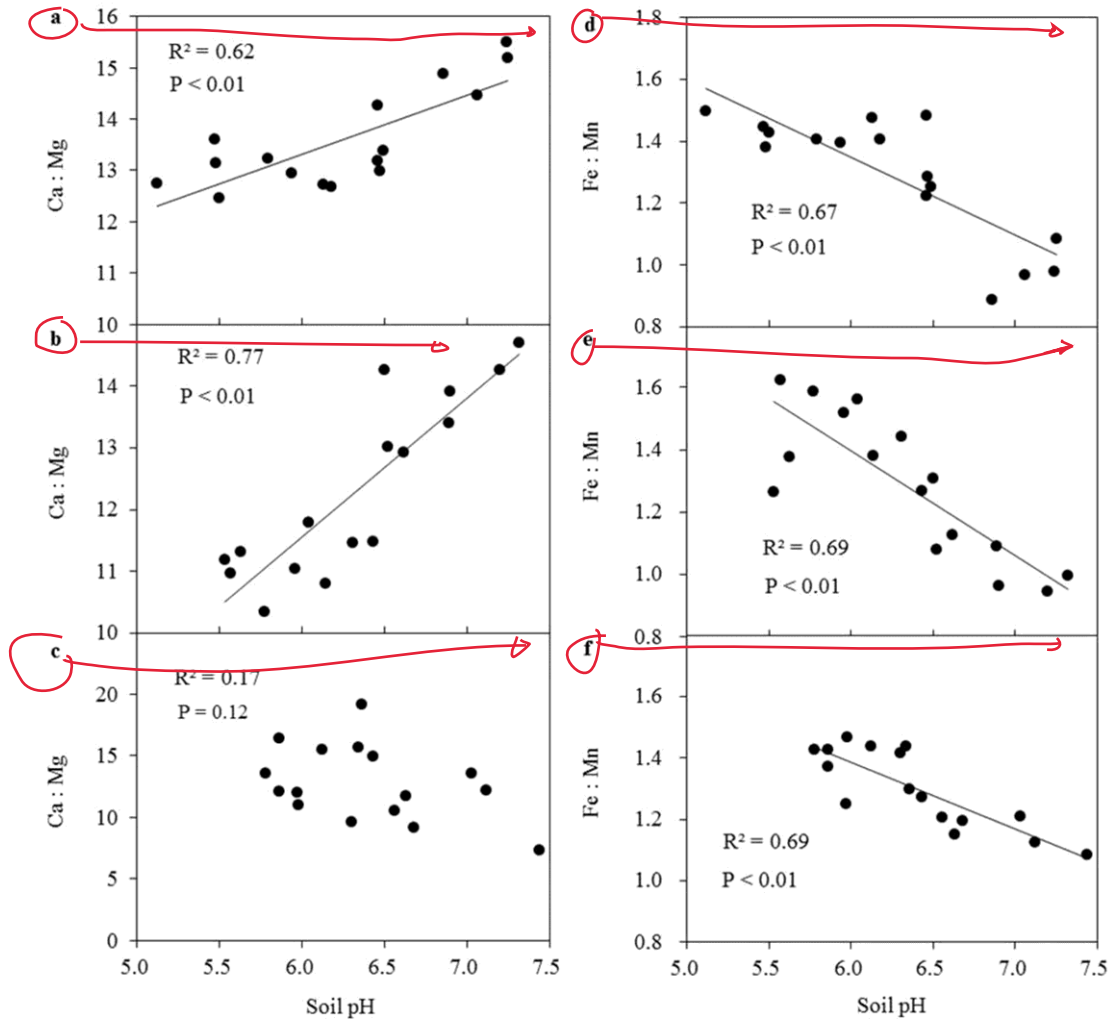 a
R² = 0.62
P < 0.01
16
15
14
13
12
11
10
Ca : Mg
b
R² = 0.77
P < 0.01
14
13
12
11
10
Ca : Mg
c
R² = 0.17
P = 0.12
20
15
10
5
0
Ca : Mg
5.0 5.5 6.0 6.5 7.0 7.5
Soil pH
d
1.8
1.6
1.4
1.2
1.0
0.8
Fe : Mn
R² = 0.67
P < 0.01
e
1.6
1.4
1.2
1.0
0.8
Fe : Mn
R² = 0.69
P < 0.01
f
1.6
1.4
1.2
1.0
0.8
Fe : Mn
R² = 0.69
P < 0.01
5.0 5.5 6.0 6.5 7.0 7.5
Soil pH